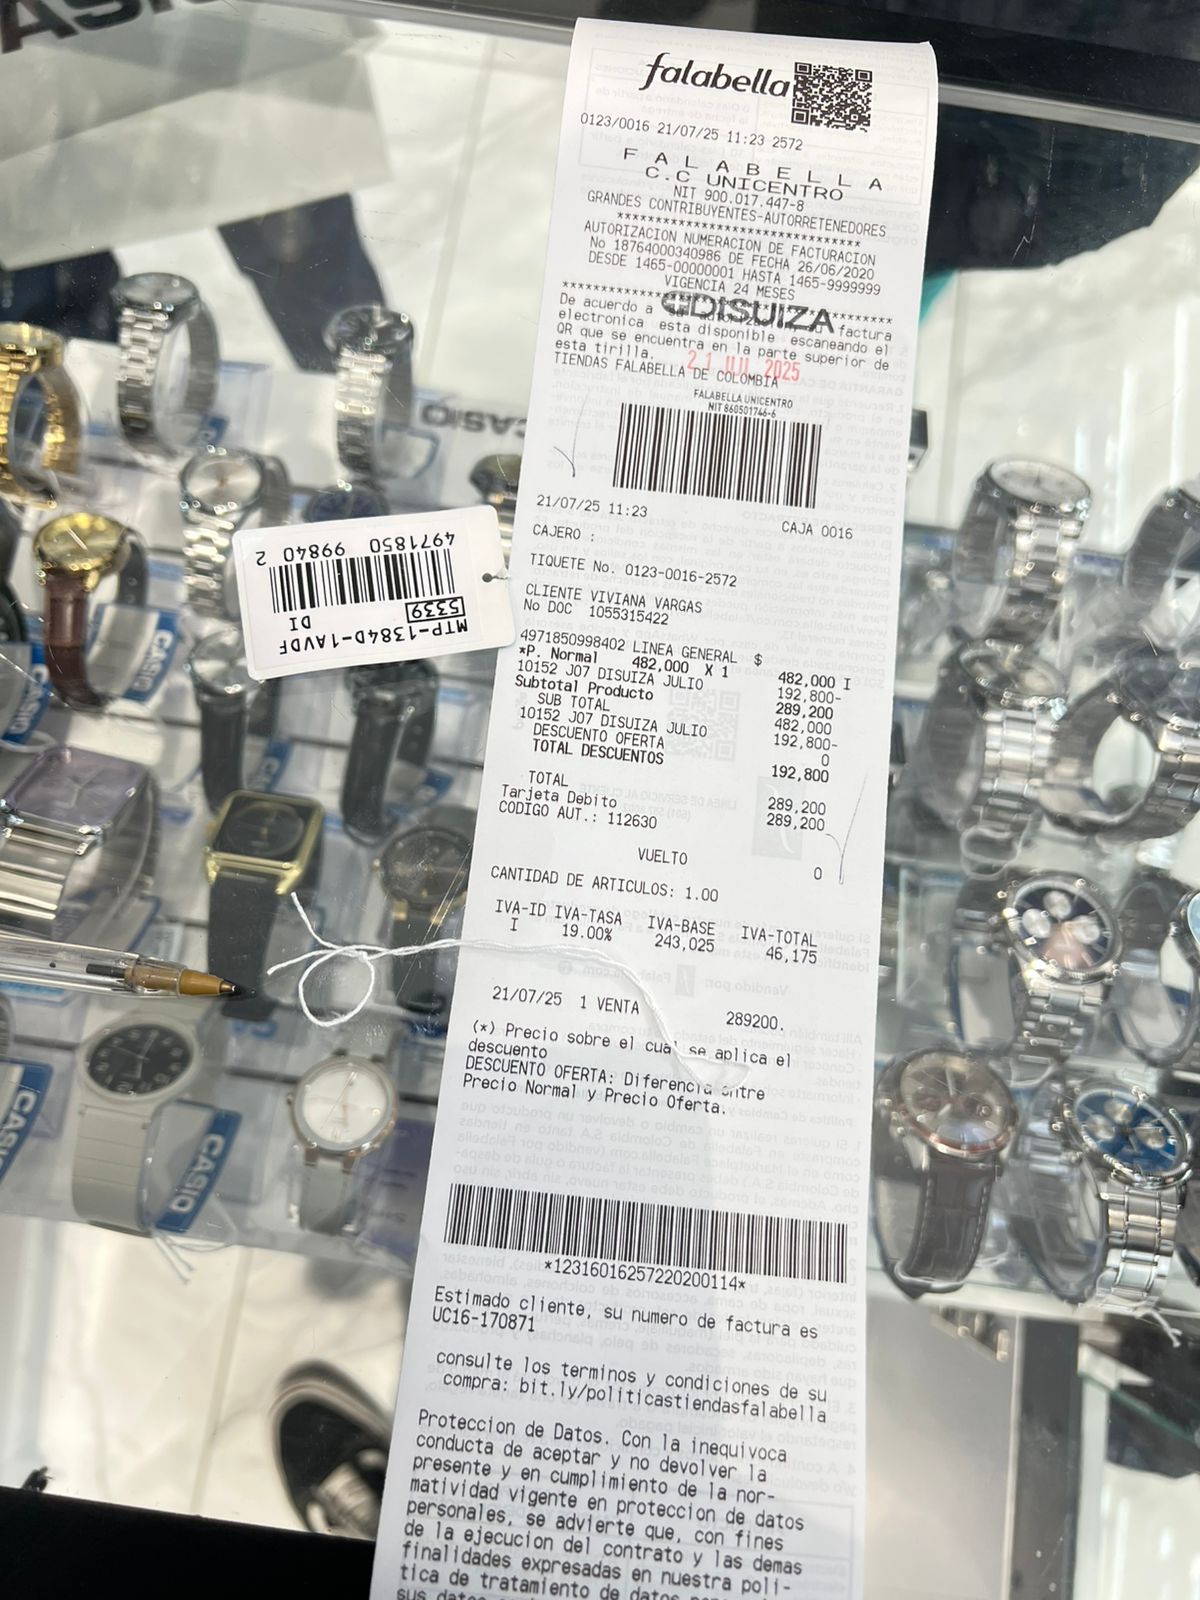 falabella
0123/0016 21/07/25 11:23 2572
F A L A B E L L A
C.C UNICENTRO
NIT 900.017.447-8
GRANDES CONTRIBUYENTES-AUTORRETENEDORES
********************************
AUTORIZACION NUMERACION DE FACTURACION
No 18764000340986 DE FECHA 26/06/2020
DESDE 1465-00000001 HASTA 1465-9999999
VIGENCIA 24 MESES
DISUIZA
De acuerdo a su factura
electronica esta disponible escaneando el
QR que se encuentra en la parte superior de
esta tirilla.
21 JUL 2025
TIENDAS FALABELLA DE COLOMBIA
FALABELLA UNICENTRO
NIT 860501746-6
21/07/25 11:23 CAJA 0016
CAJERO :
TIQUETE No. 0123-0016-2572
CLIENTE VIVIANA VARGAS
No DOC 1055315422
4971850998402 LINEA GENERAL $
*P. Normal 482,000 X 1 482,000 I
10152 J07 DISUIZA JULIO 192,800-
Subtotal Producto 289,200
SUB TOTAL 482,000
10152 J07 DISUIZA JULIO 192,800-
DESCUENTO OFERTA 0
TOTAL DESCUENTOS 192,800
TOTAL 289,200
Tarjeta Debito 289,200
CODIGO AUT.: 112630
VUELTO 0
CANTIDAD DE ARTICULOS: 1.00
IVA-ID IVA-TASA IVA-BASE IVA-TOTAL
I 19.00% 243,025 46,175
21/07/25 1 VENTA 289200.
(*) Precio sobre el cual se aplica el
descuento
DESCUENTO OFERTA: Diferencia entre
Precio Normal y Precio Oferta.
*12316016257220200114*
Estimado cliente, su numero de factura es
UC16-170871
consulte los terminos y condiciones de su
compra: bit.ly/politicastiendasfalabella
Proteccion de Datos. Con la inequivoca
conducta de aceptar y no devolver la
presente y en cumplimiento de la nor-
matividad vigente en proteccion de datos
personales, se advierte que, con fines
de la ejecucion del contrato y las demas
finalidades expresadas en nuestra poli-
tica de tratamiento de datos
sus datos
MTP-1384D-1AVDF
5339
DI
4971850 99840 2
CASIO
CASIO
CASIO